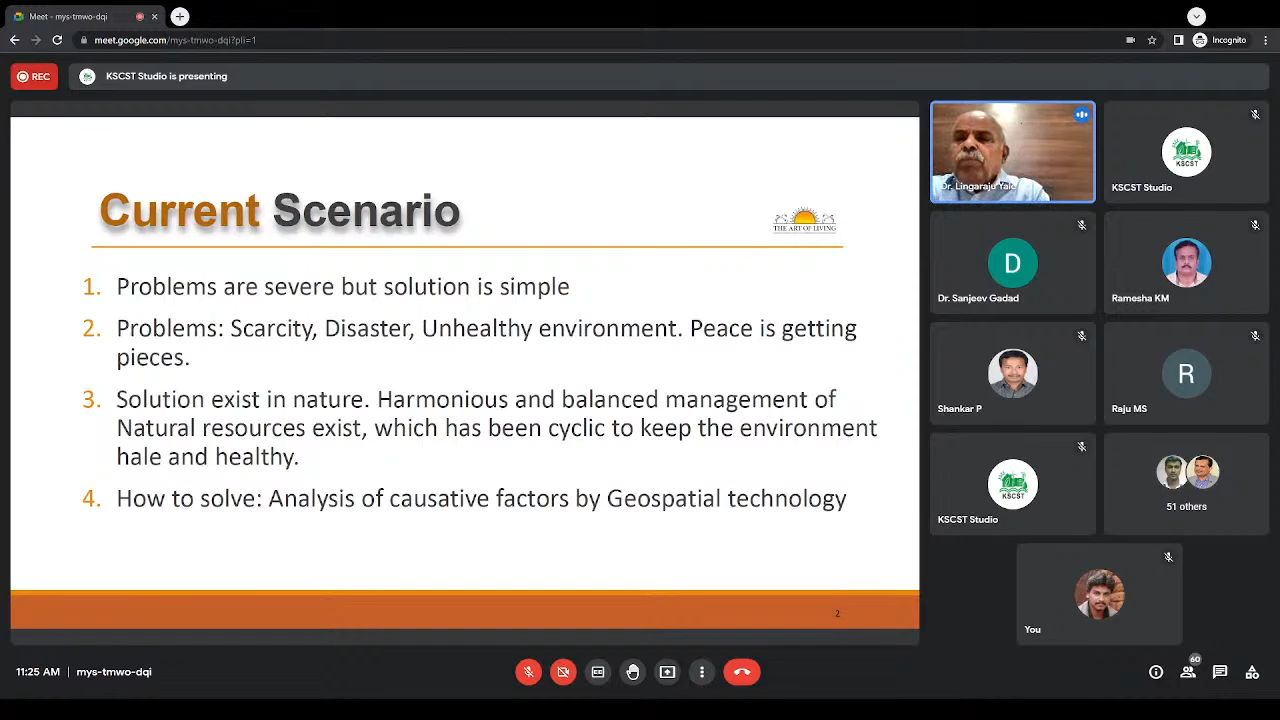 Meet - mys-tmwo-dqi
meet.google.com/mys-tmwo-dqi?pli=1
Incognito
REC
KSCST Studio is presenting
Current Scenario
THE ART OF LIVING
1. Problems are severe but solution is simple
2. Problems: Scarcity, Disaster, Unhealthy environment. Peace is getting
pieces.
3. Solution exist in nature. Harmonious and balanced management of
Natural resources exist, which has been cyclic to keep the environment
hale and healthy.
4. How to solve: Analysis of causative factors by Geospatial technology
2
Dr. Lingaraju Yale
KSCST
KSCST Studio
D
Dr. Sanjeev Gadad
Ramesha KM
Shankar P
R
Raju MS
KSCST
KSCST Studio
51 others
You
11:25 AM | mys-tmwo-dqi
60